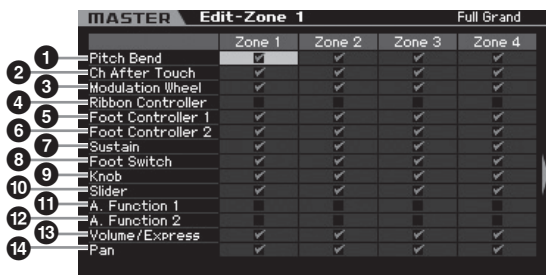 MASTER Edit-Zone 1 Full Grand
Zone 1 Zone 2 Zone 3 Zone 4
1 Pitch Bend
2 Ch After Touch
3 Modulation Wheel
4 Ribbon Controller
5 Foot Controller 1
6 Foot Controller 2
7 Sustain
8 Foot Switch
9 Knob
10 Slider
11 A. Function 1
12 A. Function 2
13 Volume/Express
14 Pan